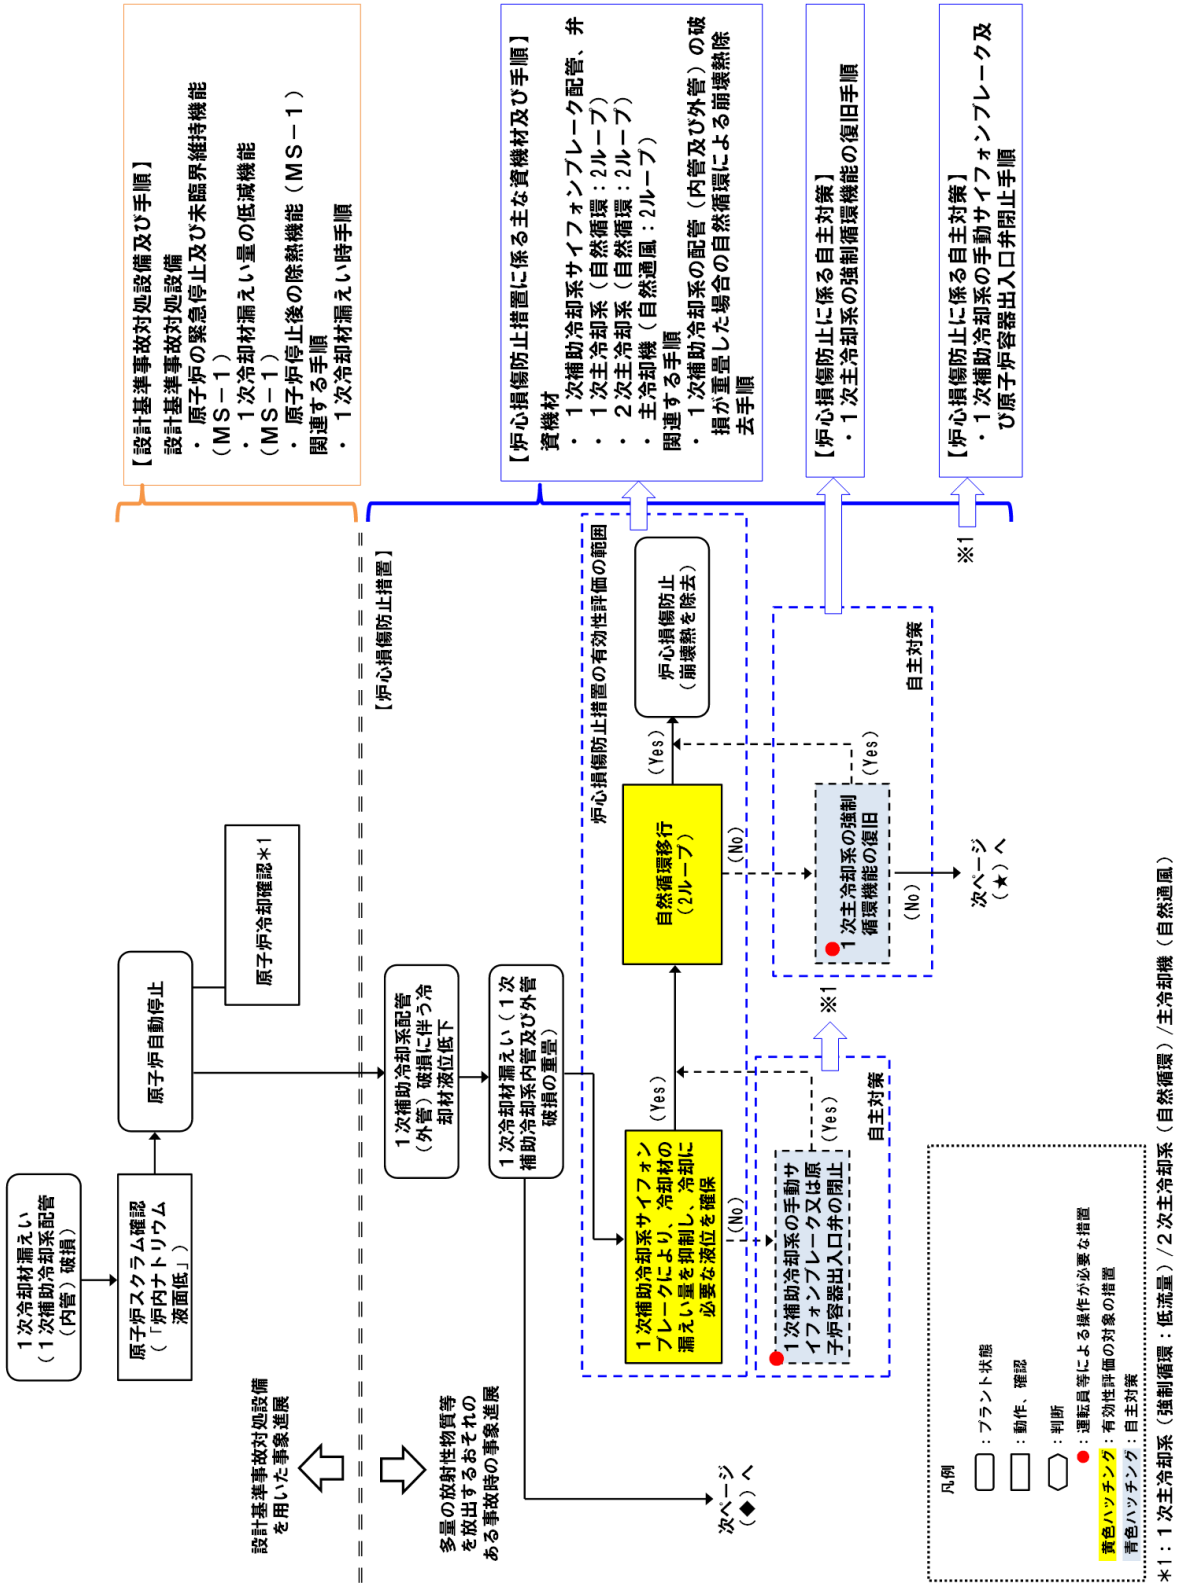 1次冷却材漏えい
(1次補助冷却系配管
(内管)破損)
原子炉スクラム確認
(「炉内ナトリウム
液面低」)
原子炉自動停止
原子炉冷却確認*1
設計基準事故対処設備
を用いた事象進展
多量の放射性物質等
を放出するおそれの
ある事故時の事象進展
【設計基準事故対処設備及び手順】
設計基準事故対処設備
・原子炉の緊急停止及び未臨界維持機能
(MS-1)
・1次冷却材漏えい量の低減機能
(MS-1)
・原子炉停止後の除熱機能(MS-1)
関連する手順
・1次冷却材漏えい時手順
【炉心損傷防止措置】
1次補助冷却系配管
(外管)破損に伴う冷
却材液位低下
1次冷却材漏えい(1次
補助冷却系内管及び外管
破損の重畳)
次ページ
(◆)へ
炉心損傷防止措置の有効性評価の範囲
1次補助冷却系サイフォン
ブレークにより、冷却材の
漏えい量を抑制し、冷却に
必要な液位を確保
(Yes)
(No)
自然循環移行
(2ループ)
(Yes)
(No)
炉心損傷防止
(崩壊熱を除去)
1次補助冷却系の手動サ
イフォンブレーク又は原
子炉容器出入口弁の閉止
(Yes)
自主対策
※1
1次主冷却系の強制
循環機能の復旧
(Yes)
(No)
自主対策
次ページ
(★)へ
【炉心損傷防止措置に係る主な資機材及び手順】
資機材
・1次補助冷却系サイフォンブレーク配管、弁
・1次主冷却系(自然循環:2ループ)
・2次主冷却系(自然循環:2ループ)
・主冷却機(自然通風:2ループ)
関連する手順
・1次補助冷却系の配管(内管及び外管)の破
損が重畳した場合の自然循環による崩壊熱除
去手順
【炉心損傷防止に係る自主対策】
・1次主冷却系の強制循環機能の復旧手順
※1
【炉心損傷防止に係る自主対策】
・1次補助冷却系の手動サイフォンブレーク及
び原子炉容器出入口弁閉止手順
凡例
:プラント状態
:動作、確認
:判断
:運転員等による操作が必要な措置
黄色ハッチング:有効性評価の対象の措置
青色ハッチング:自主対策
*1:1次主冷却系(強制循環:低流量)/2次主冷却系(自然循環)/主冷却機(自然通風)